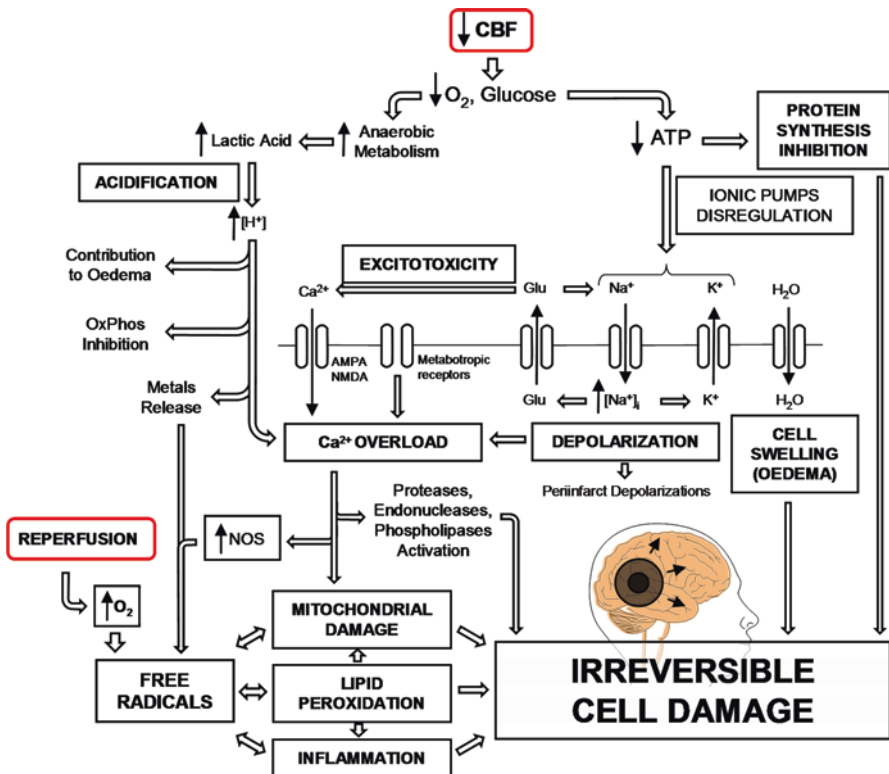 CBF
O₂, Glucose
PROTEIN
SYNTHESIS
INHIBITION
Lactic Acid
Anaerobic
Metabolism
ATP
ACIDIFICATION
IONIC PUMPS
DISREGULATION
[H⁺]
Contribution
to Oedema
EXCITOTOXICITY
Ca²⁺
Glu
Na⁺
K⁺
H₂O
OxPhos
Inhibition
AMPA
NMDA
Metabotropic
receptors
Metals
Release
Glu
[Na⁺]ᵢ
K⁺
H₂O
Ca²⁺ OVERLOAD
DEPOLARIZATION
CELL
SWELLING
(OEDEMA)
Periinfarct Depolarizations
Proteases,
Endonucleases,
Phospholipases
Activation
REPERFUSION
NOS
O₂
MITOCHONDRIAL
DAMAGE
FREE
RADICALS
LIPID
PEROXIDATION
INFLAMMATION
IRREVERSIBLE
CELL DAMAGE